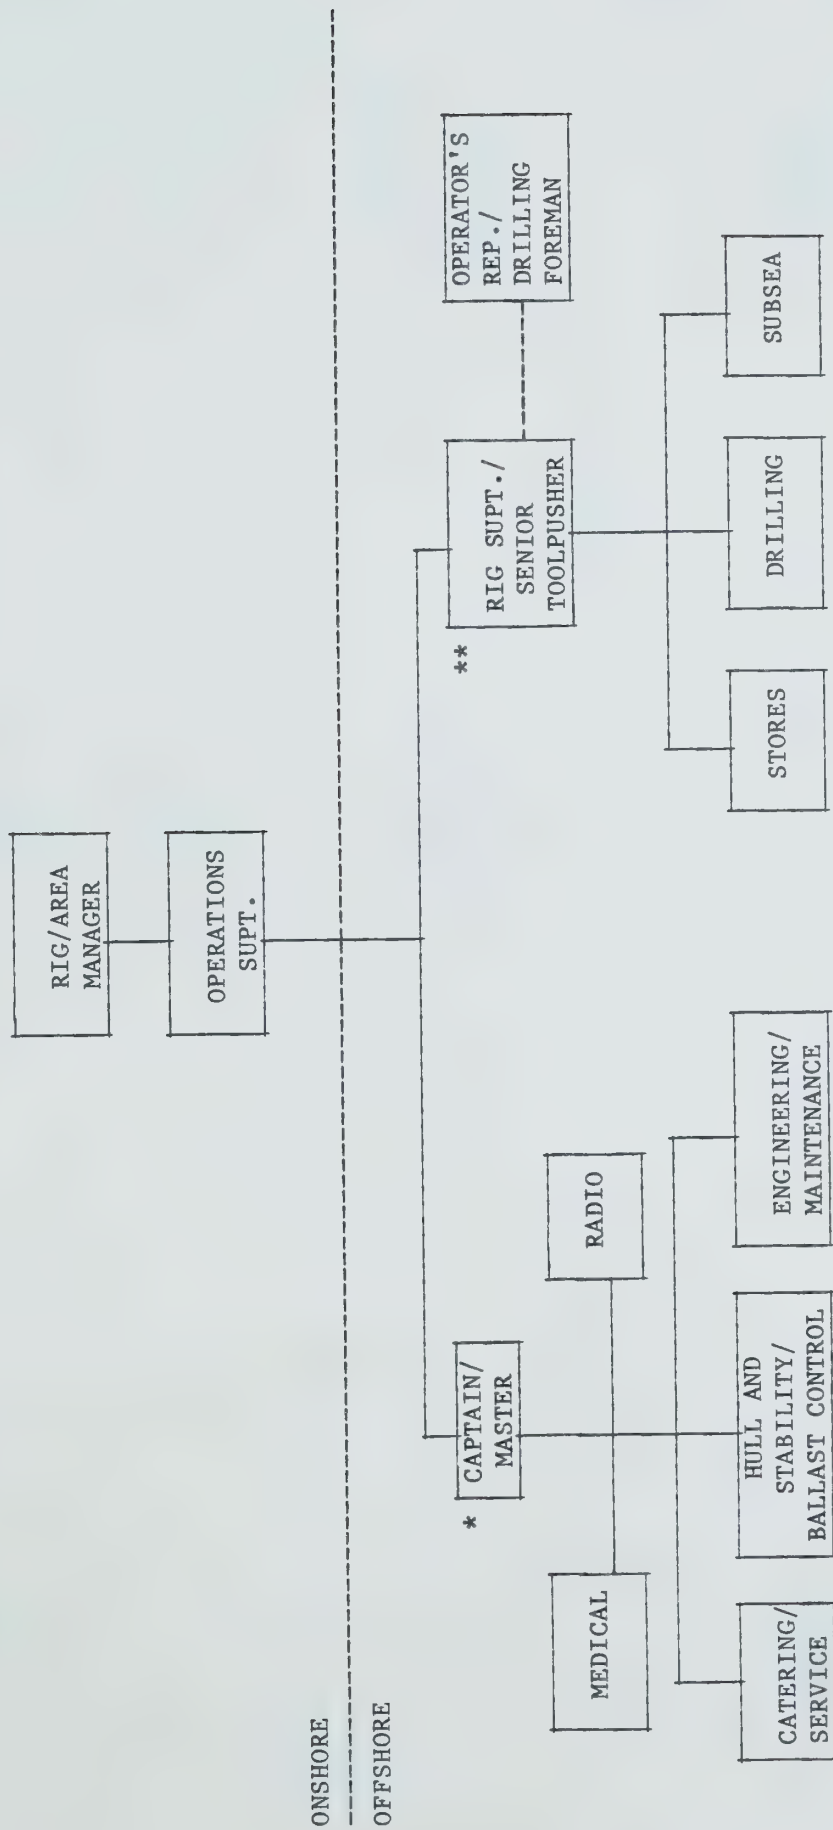 RIG/AREA
MANAGER
OPERATIONS
SUPT.
ONSHORE
OFFSHORE
*
CAPTAIN/
MASTER
**
RIG SUPT./
SENIOR
TOOLPUSHER
OPERATOR'S
REP./
DRILLING
FOREMAN
MEDICAL
RADIO
CATERING/
SERVICE
HULL AND
STABILITY/
BALLAST CONTROL
ENGINEERING/
MAINTENANCE
STORES
DRILLING
SUBSEA